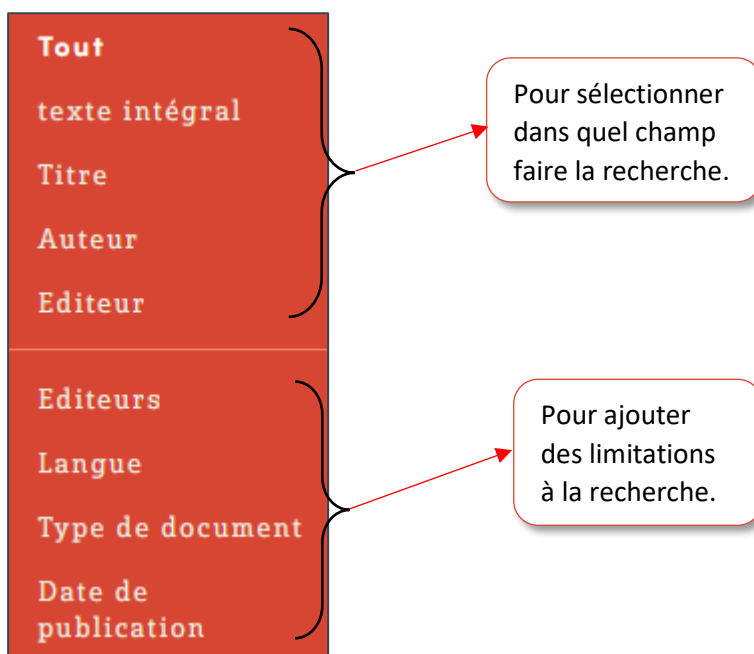 Tout
texte intégral
Titre
Auteur
Editeur
Pour sélectionner
dans quel champ
faire la recherche.
Editeurs
Langue
Type de document
Date de
publication
Pour ajouter
des limitations
à la recherche.